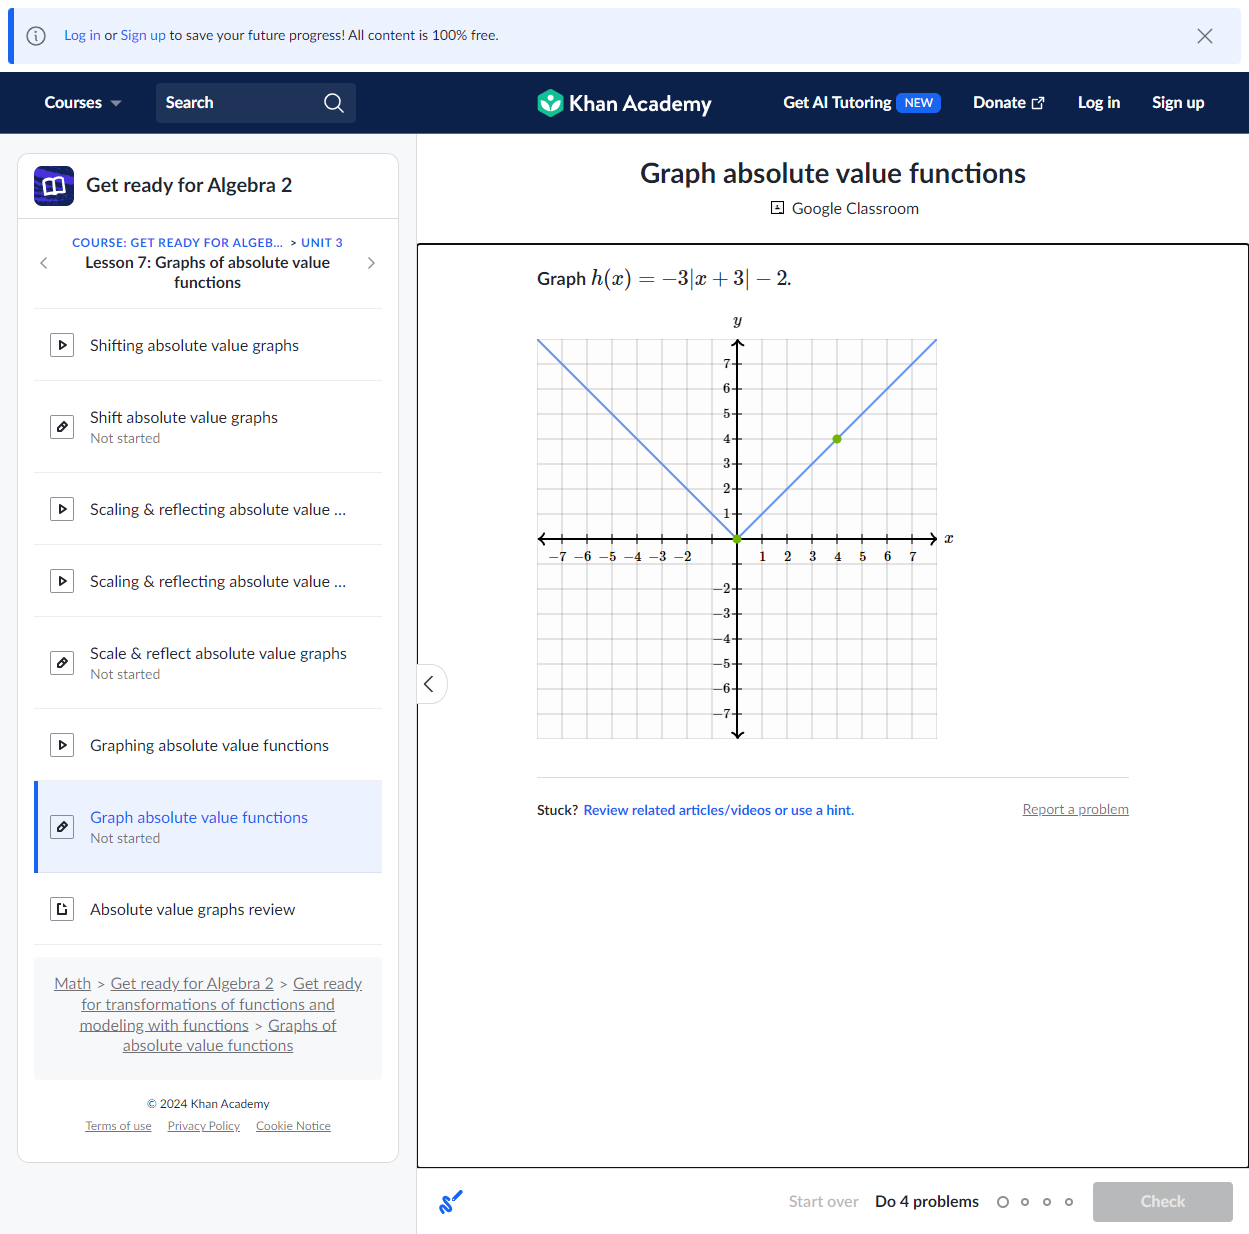 Log in or Sign up to save your future progress! All content is 100% free.
Courses
Search
Khan Academy
Get AI Tutoring NEW
Donate
Log in
Sign up
Get ready for Algebra 2
COURSE: GET READY FOR ALGEB... > UNIT 3
Lesson 7: Graphs of absolute value
functions
Shifting absolute value graphs
Shift absolute value graphs
Not started
Scaling & reflecting absolute value ...
Scaling & reflecting absolute value ...
Scale & reflect absolute value graphs
Not started
Graphing absolute value functions
Graph absolute value functions
Not started
Absolute value graphs review
Math > Get ready for Algebra 2 > Get ready
for transformations of functions and
modeling with functions > Graphs of
absolute value functions
© 2024 Khan Academy
Terms of use Privacy Policy Cookie Notice
Graph absolute value functions
Google Classroom
Graph h(x) = −3|x + 3| − 2.
y
7
6
5
4
3
2
1
x
−7 −6 −5 −4 −3 −2 1 2 3 4 5 6 7
−2
−3
−4
−5
−6
−7
Stuck? Review related articles/videos or use a hint.
Report a problem
Start over
Do 4 problems
Check